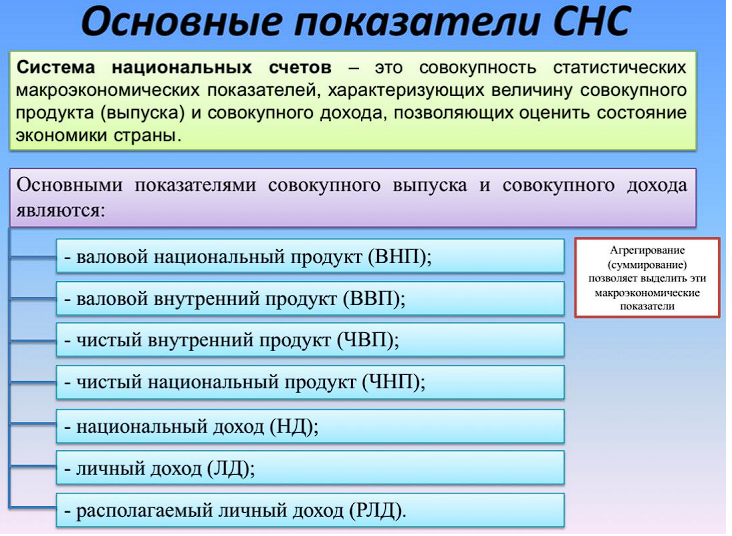 Основные показатели СНС
Система национальных счетов – это совокупность статистических
макроэкономических показателей, характеризующих величину совокупного
продукта (выпуска) и совокупного дохода, позволяющих оценить состояние
экономики страны.
Основными показателями совокупного выпуска и совокупного дохода
являются:
- валовой национальный продукт (ВНП);
- валовой внутренний продукт (ВВП);
- чистый внутренний продукт (ЧВП);
- чистый национальный продукт (ЧНП);
- национальный доход (НД);
- личный доход (ЛД);
- располагаемый личный доход (РЛД).
Агрегирование
(суммирование)
позволяет выделить эти
макроэкономические
показатели